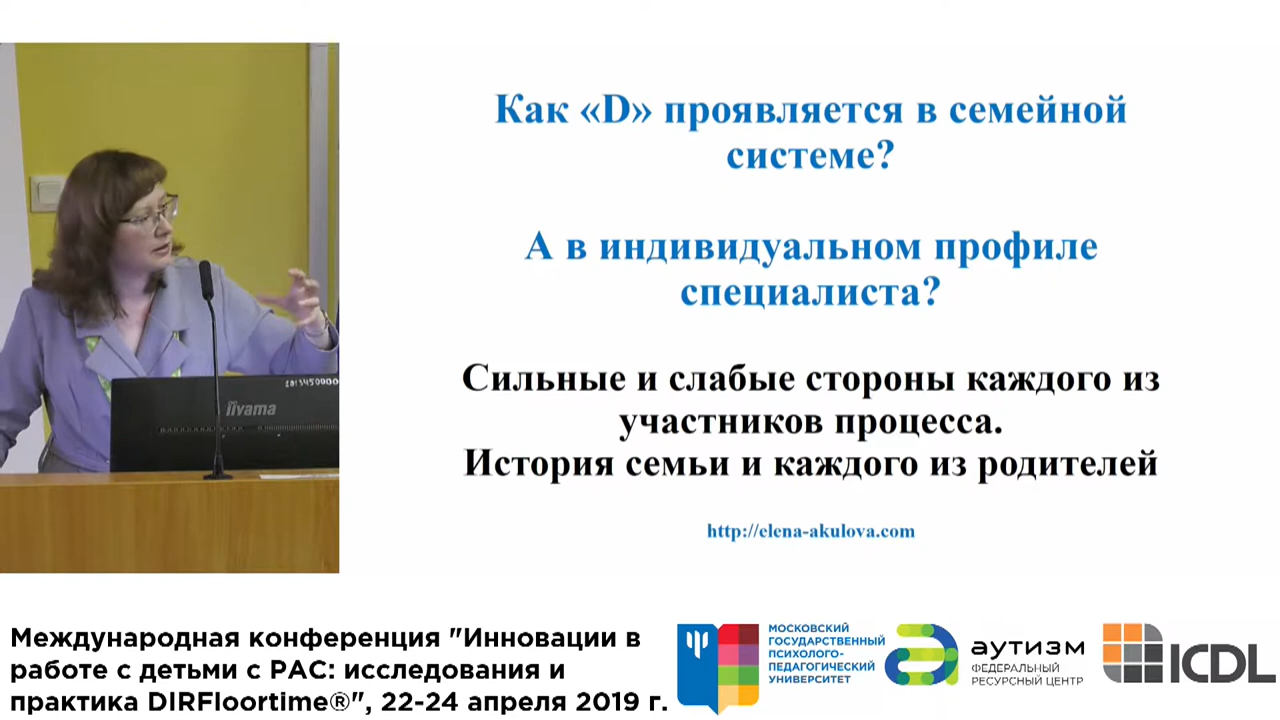 Как «D» проявляется в семейной
системе?
А в индивидуальном профиле
специалиста?
Сильные и слабые стороны каждого из
участников процесса.
История семьи и каждого из родителей
http://elena-akulova.com
iiyama
Международная конференция "Инновации в
работе с детьми с РАС: исследования и
практика DIRFloortime®", 22-24 апреля 2019 г.
МОСКОВСКИЙ
ГОСУДАРСТВЕННЫЙ
ПСИХОЛОГО-
ПЕДАГОГИЧЕСКИЙ
УНИВЕРСИТЕТ
аутизм
ФЕДЕРАЛЬНЫЙ
РЕСУРСНЫЙ ЦЕНТР
ICDL